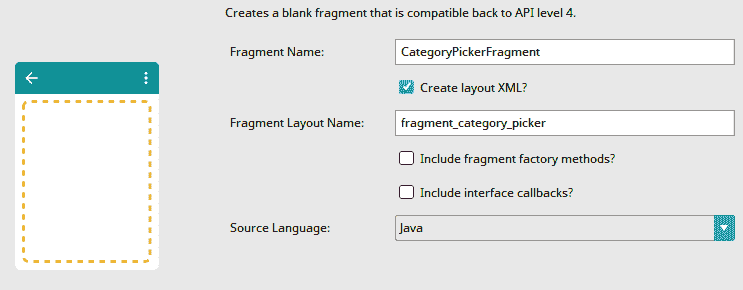 Creates a blank fragment that is compatible back to API level 4.
Fragment Name: CategoryPickerFragment
Create layout XML?
Fragment Layout Name: fragment_category_picker
Include fragment factory methods?
Include interface callbacks?
Source Language: Java